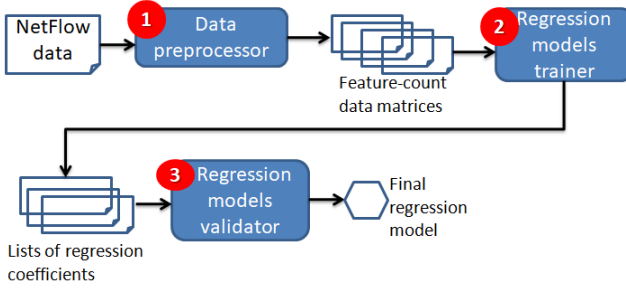 NetFlow
data
1
Data
preprocessor
Feature-count
data matrices
2
Regression
models
trainer
Lists of regression
coefficients
3
Regression
models
validator
Final
regression
model